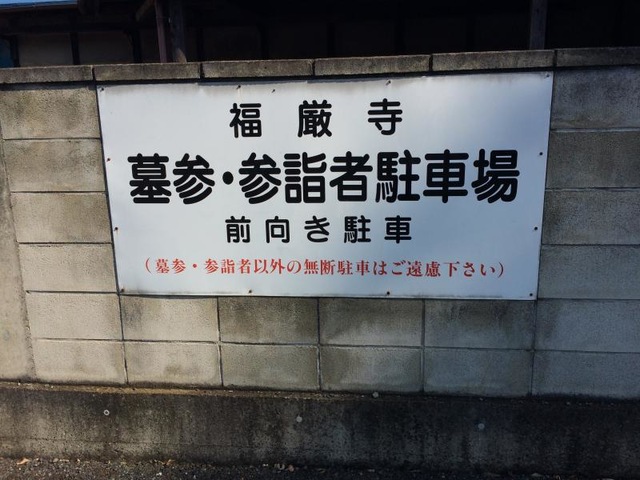 福厳寺
墓参・参詣者駐車場
前向き駐車
(墓参・参詣者以外の無断駐車はご遠慮下さい)